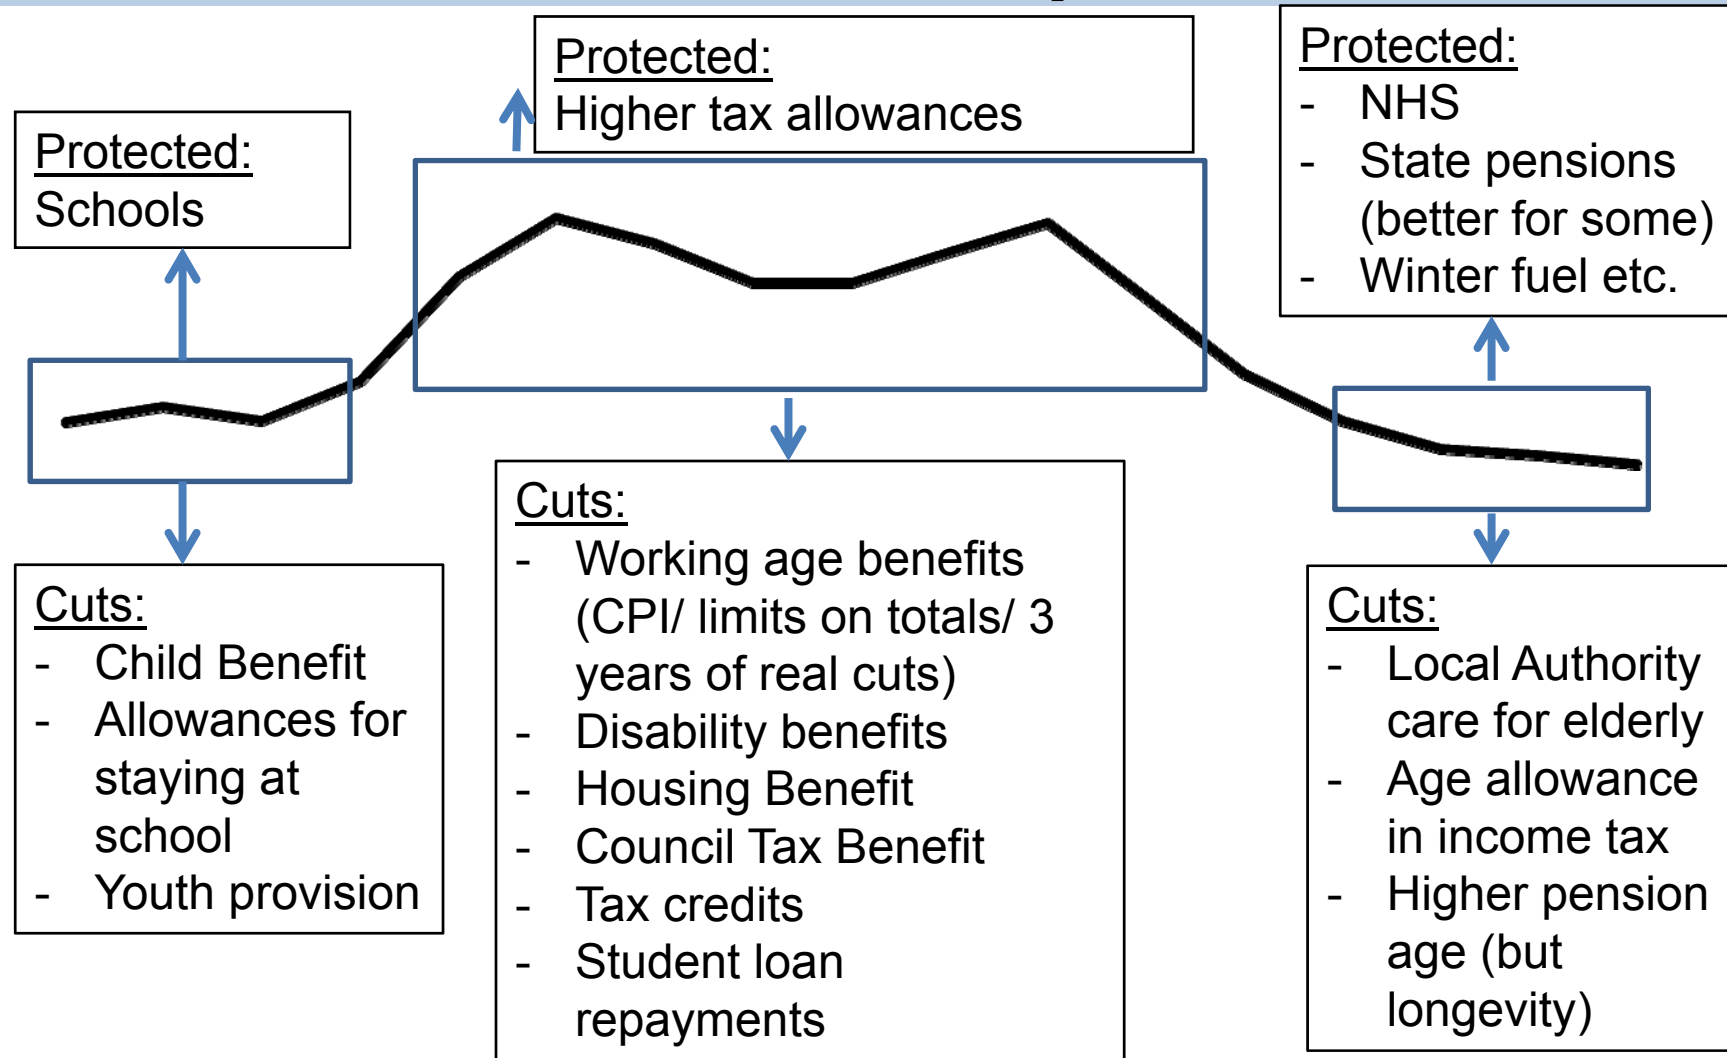 Protected:
Schools
Protected:
Higher tax allowances
Protected:
- NHS
- State pensions
(better for some)
- Winter fuel etc.
Cuts:
- Child Benefit
- Allowances for
staying at
school
- Youth provision
Cuts:
- Working age benefits
(CPI/ limits on totals/ 3
years of real cuts)
- Disability benefits
- Housing Benefit
- Council Tax Benefit
- Tax credits
- Student loan
repayments
Cuts:
- Local Authority
care for elderly
- Age allowance
in income tax
- Higher pension
age (but
longevity)